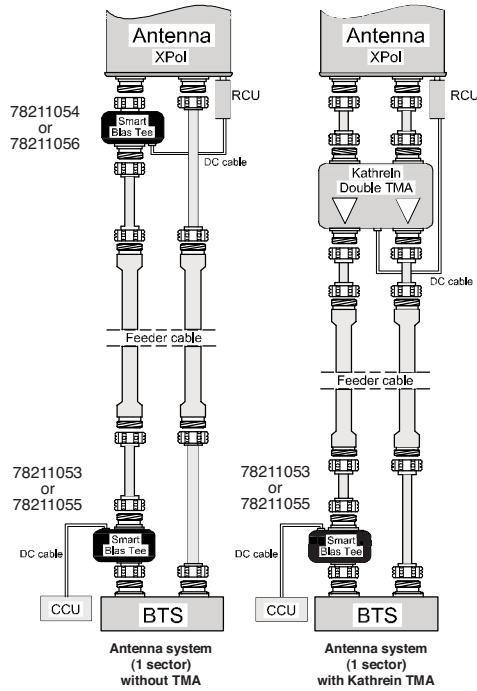 Antenna
XPol
RCU
78211054
or
78211056
Smart
Bias Tee
DC cable
Feeder cable
78211053
or
78211055
Smart
Bias Tee
DC cable
CCU
BTS
Antenna system
(1 sector)
without TMA
Antenna
XPol
RCU
Kathrein
Double TMA
DC cable
Feeder cable
78211053
or
78211055
Smart
Bias Tee
DC cable
CCU
BTS
Antenna system
(1 sector)
with Kathrein TMA